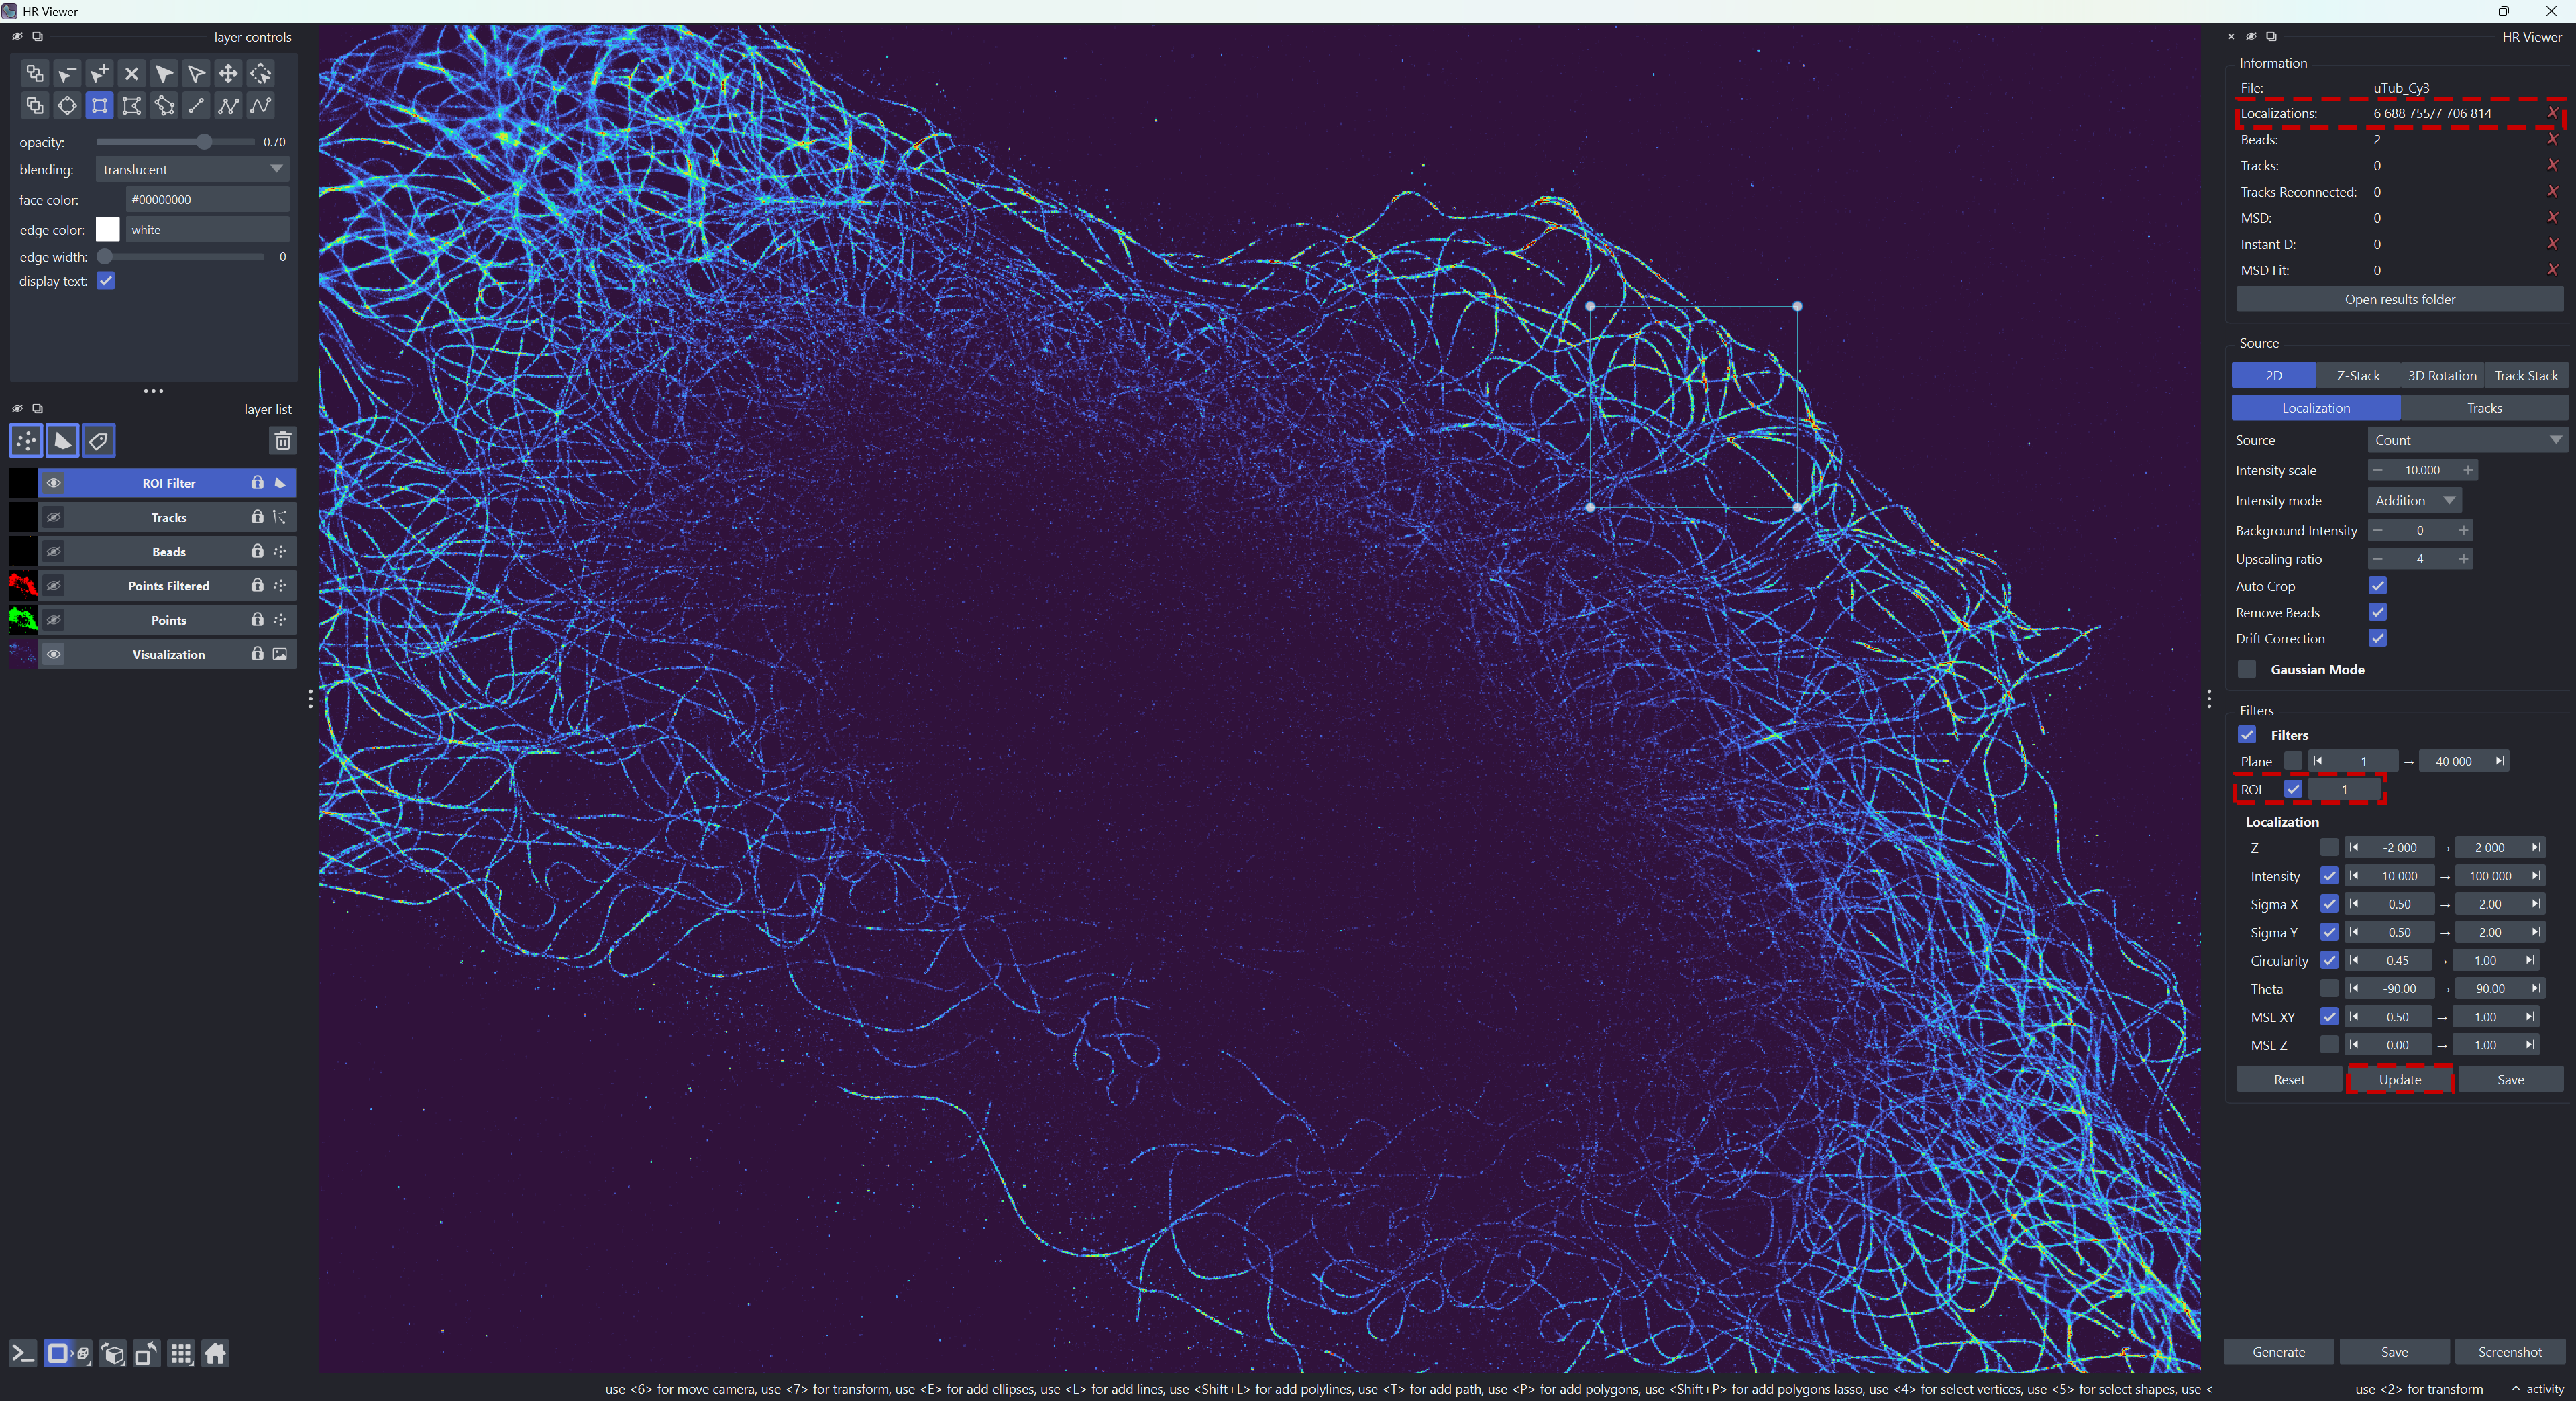 HR Viewer
layer controls
opacity: 0.70
blending: translucent
face color: #00000000
edge color: white
edge width: 0
display text:
layer list
ROI Filter
Tracks
Beads
Points Filtered
Points
Visualization
HR Viewer
Information
File: uTub_Cy3
Localizations: 6 688 755/7 706 814
Beads: 2
Tracks: 0
Tracks Reconnected: 0
MSD: 0
Instant D: 0
MSD Fit: 0
Open results folder
Source
2D Z-Stack 3D Rotation Track Stack
Localization Tracks
Source Count
Intensity scale 10.000
Intensity mode Addition
Background Intensity 0
Upscaling ratio 4
Auto Crop
Remove Beads
Drift Correction
Gaussian Mode
Filters
Filters
Plane 1 → 40 000
ROI 1
Localization
Z -2 000 → 2 000
Intensity 10 000 → 100 000
Sigma X 0.50 → 2.00
Sigma Y 0.50 → 2.00
Circularity 0.45 → 1.00
Theta -90.00 → 90.00
MSE XY 0.50 → 1.00
MSE Z 0.00 → 1.00
Reset Update Save
Generate Save Screenshot
use <6> for move camera, use <7> for transform, use <E> for add ellipses, use <L> for add lines, use <Shift+L> for add polylines, use <T> for add path, use <P> for add polygons, use <Shift+P> for add polygons lasso, use <4> for select vertices, use <5> for select shapes, use < use <2> for transform activity